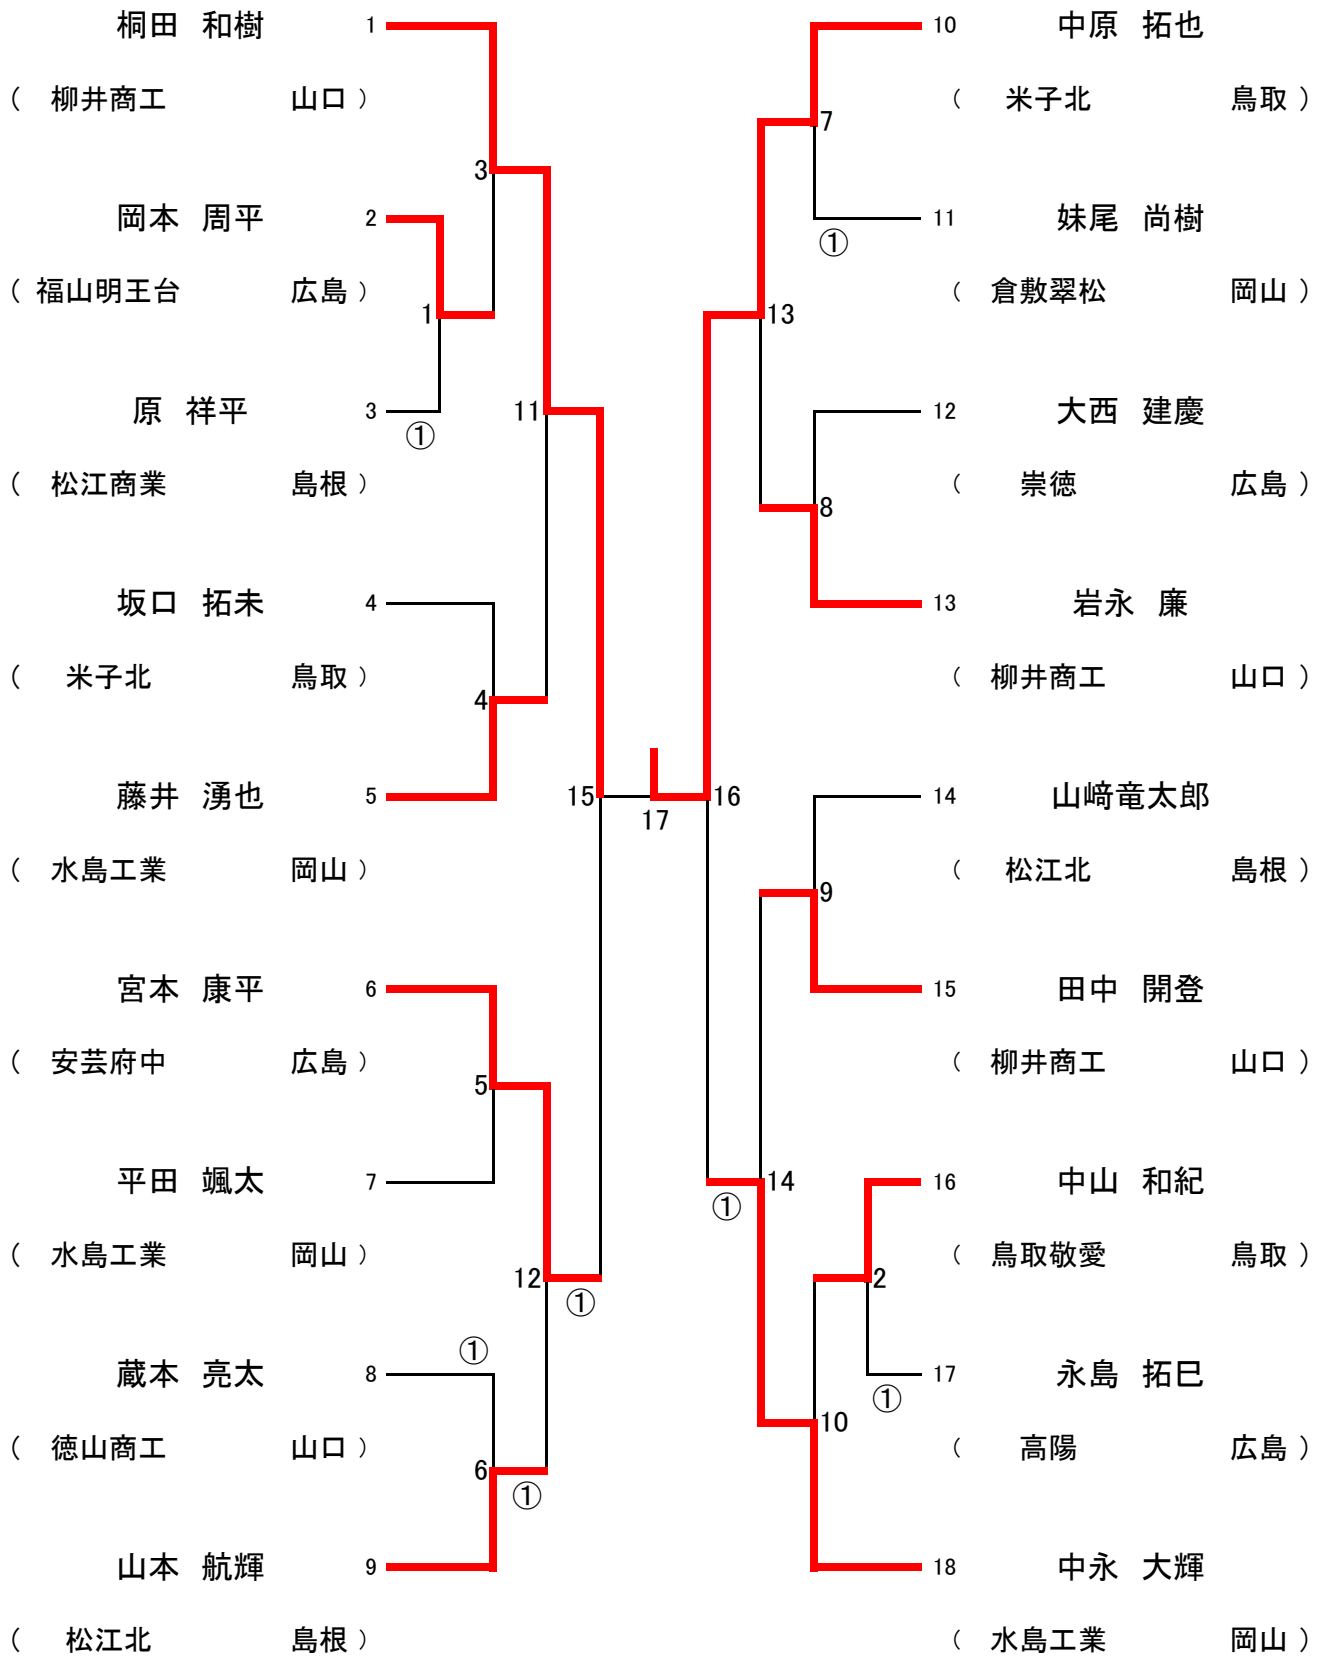 桐田 和樹 1
( 柳井商工 山口 )
3
岡本 周平 2
( 福山明王台 広島 )
1
原 祥平 3
①
11
( 松江商業 島根 )
坂口 拓未 4
( 米子北 鳥取 )
4
藤井 湧也 5
15
( 水島工業 岡山 )
宮本 康平 6
( 安芸府中 広島 )
5
平田 颯太 7
( 水島工業 岡山 )
12
①
①
蔵本 亮太 8
( 徳山商工 山口 )
6
①
山本 航輝 9
( 松江北 島根 )
17
10 中原 拓也
( 米子北 鳥取 )
7
11 妹尾 尚樹
①
( 倉敷翠松 岡山 )
13
12 大西 建慶
( 崇徳 広島 )
8
13 岩永 廉
( 柳井商工 山口 )
16
14 山﨑竜太郎
( 松江北 島根 )
9
15 田中 開登
( 柳井商工 山口 )
14
①
16 中山 和紀
( 鳥取敬愛 鳥取 )
2
17 永島 拓巳
①
10
( 高陽 広島 )
18 中永 大輝
( 水島工業 岡山 )